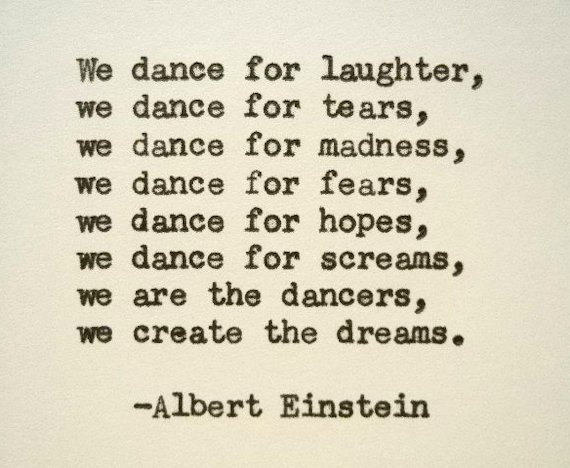 We dance for laughter,
we dance for tears,
we dance for madness,
we dance for fears,
we dance for hopes,
we dance for screams,
we are the dancers,
we create the dreams.
-Albert Einstein